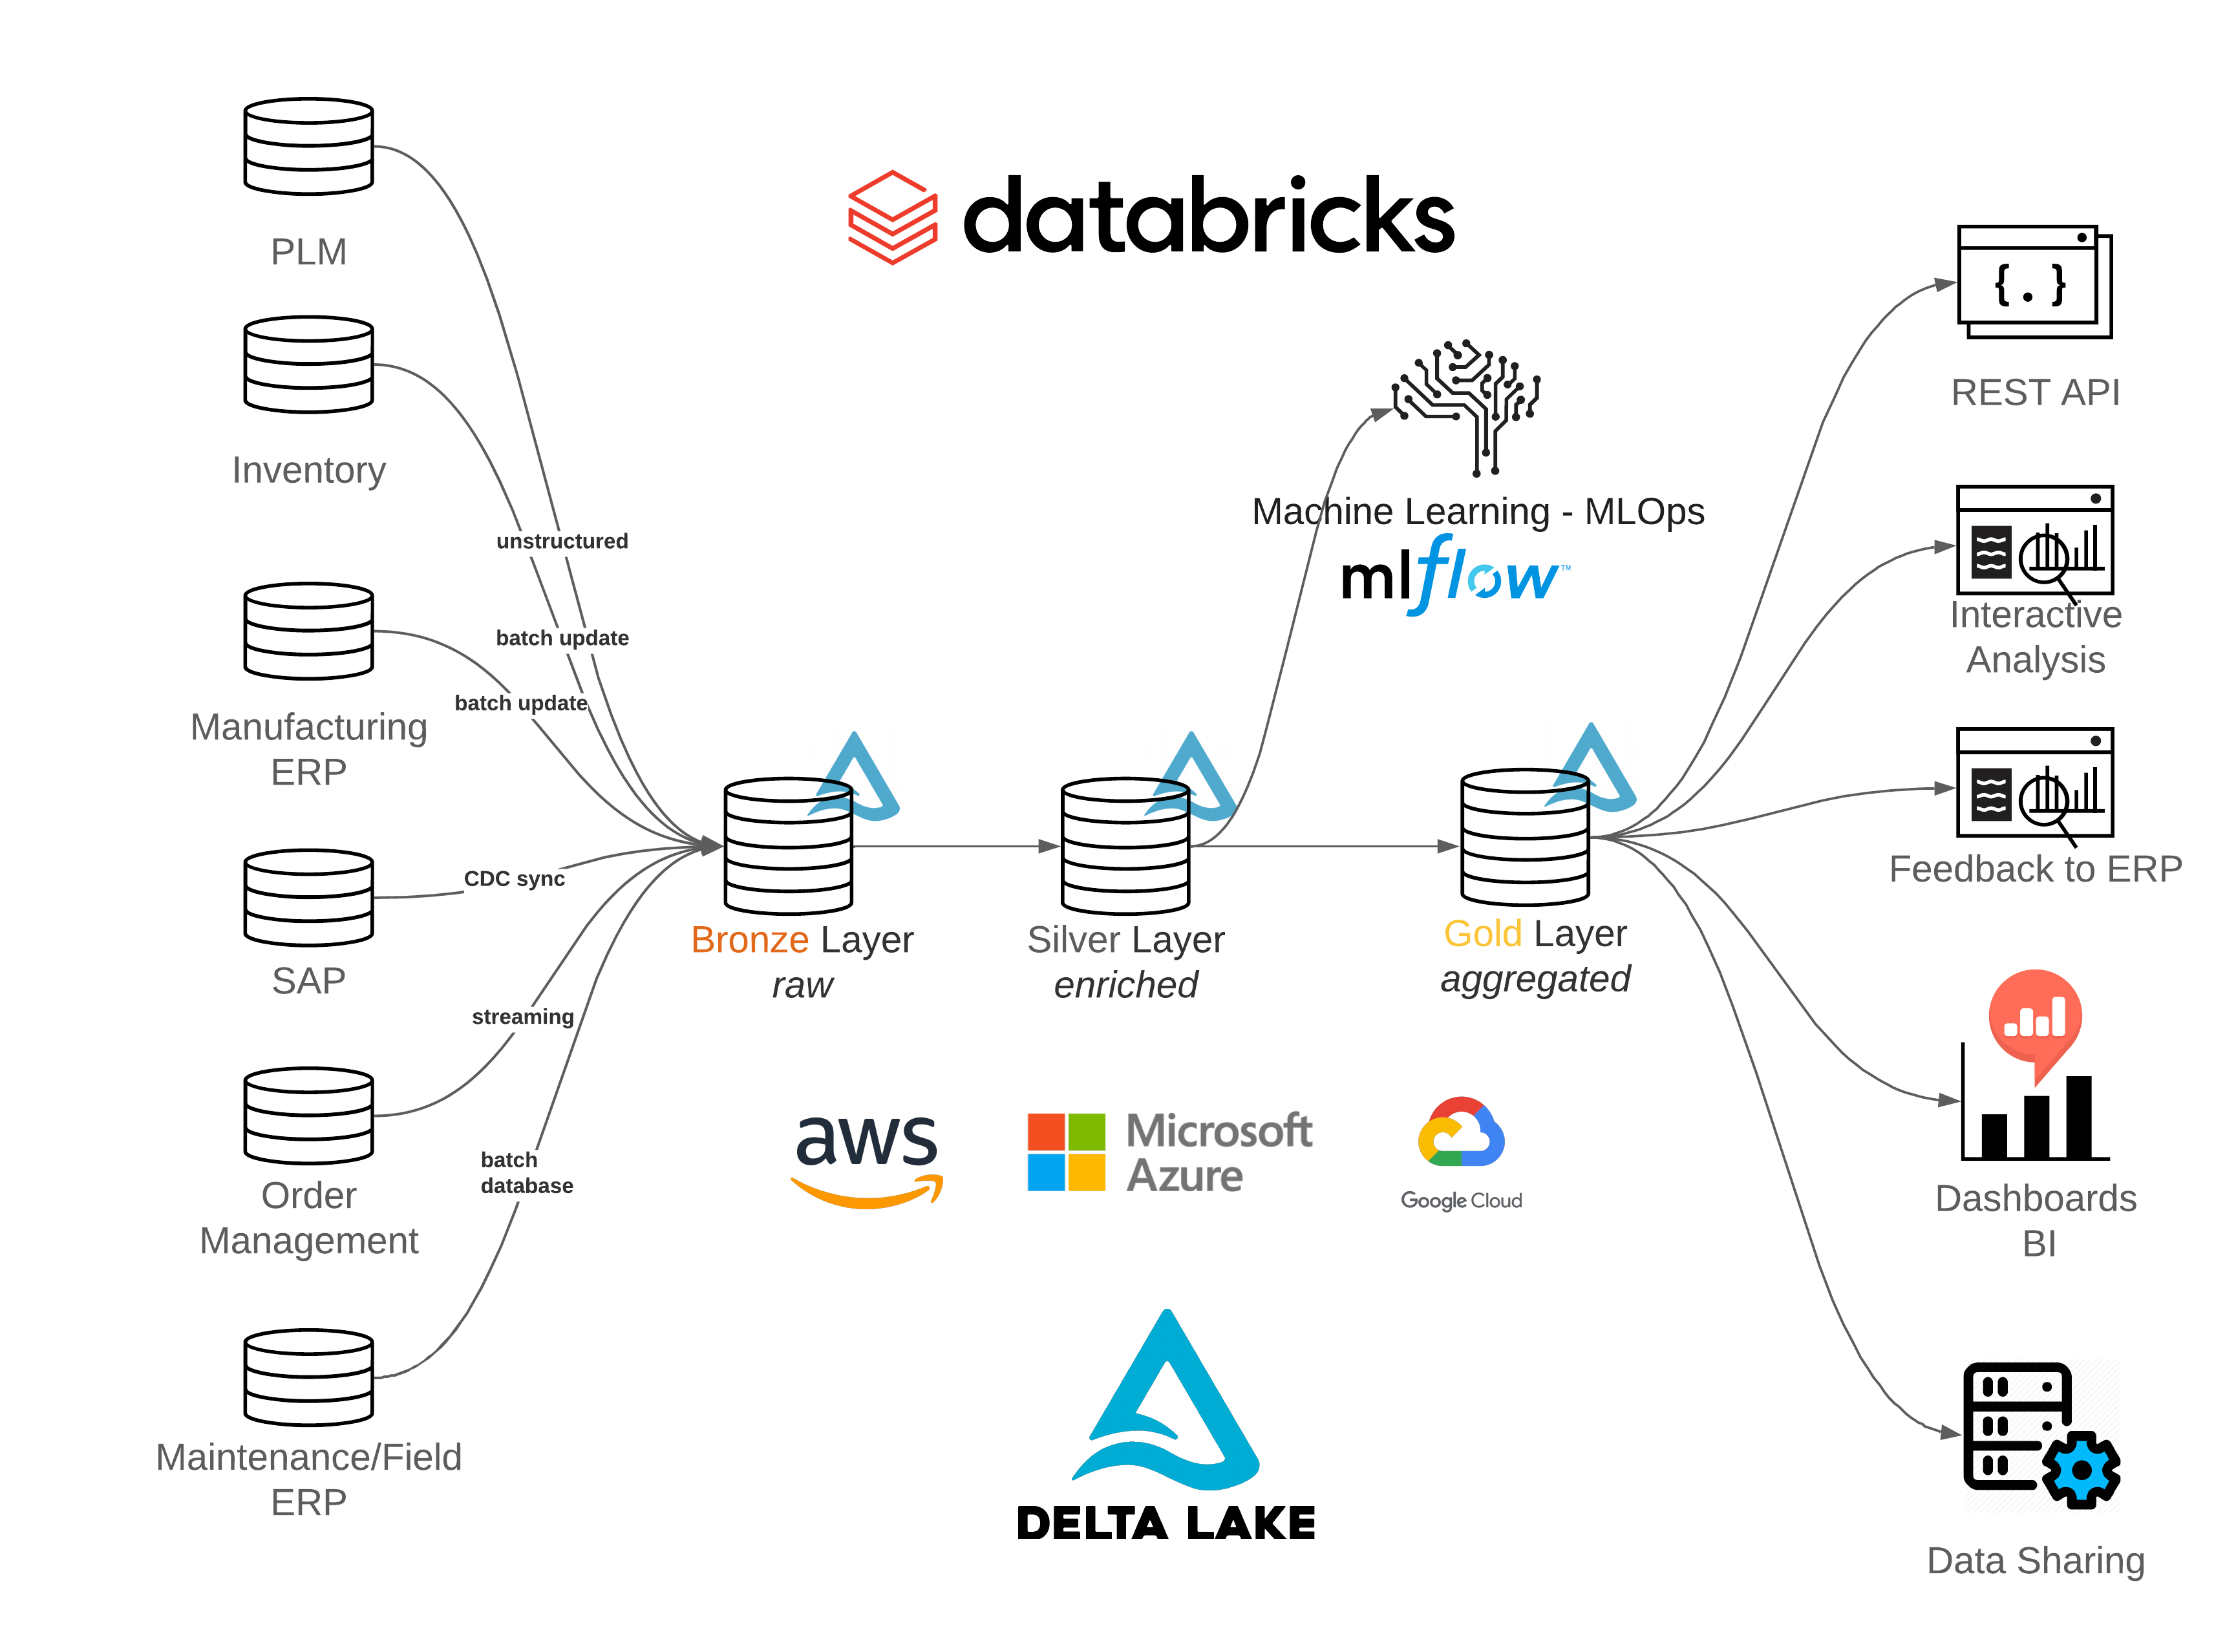 databricks
PLM
Inventory
Manufacturing
ERP
SAP
Order
Management
Maintenance/Field
ERP
unstructured
batch update
batch update
CDC sync
streaming
batch
database
Bronze Layer
raw
Silver Layer
enriched
Gold Layer
aggregated
Machine Learning - MLOps
mlflow™
aws
Microsoft
Azure
Google Cloud
DELTA LAKE
{.}
REST API
Interactive
Analysis
Feedback to ERP
Dashboards
BI
Data Sharing